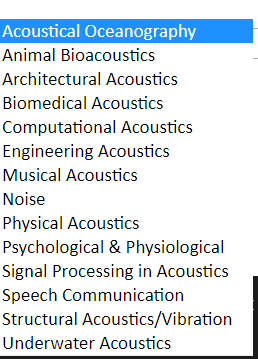 Acoustical Oceanography
Animal Bioacoustics
Architectural Acoustics
Biomedical Acoustics
Computational Acoustics
Engineering Acoustics
Musical Acoustics
Noise
Physical Acoustics
Psychological & Physiological
Signal Processing in Acoustics
Speech Communication
Structural Acoustics/Vibration
Underwater Acoustics